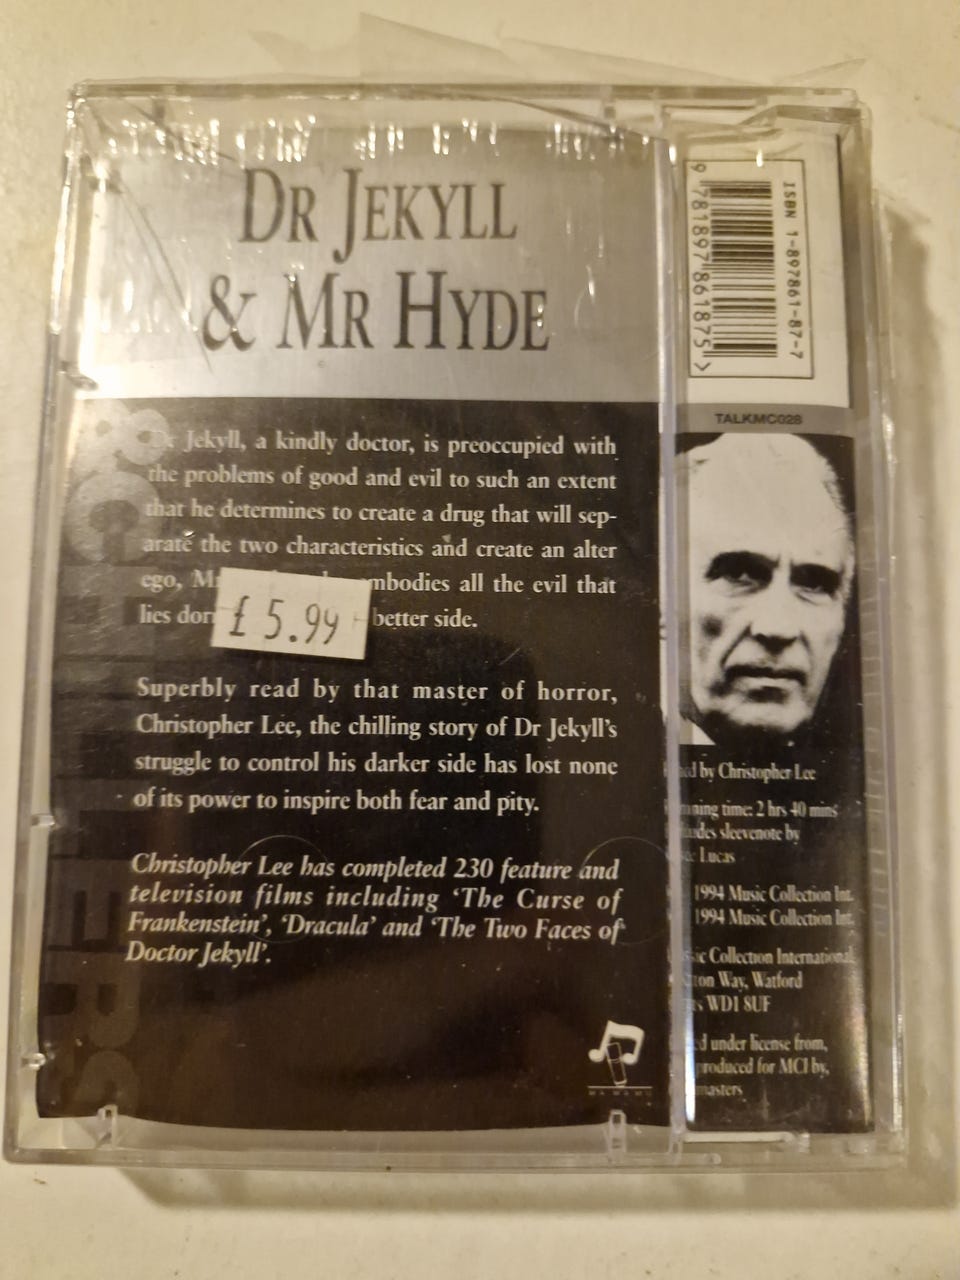 DR JEKYLL
& MR HYDE
Dr Jekyll, a kindly doctor, is preoccupied with
the problems of good and evil to such an extent
that he determines to create a drug that will sep-
arate the two characteristics and create an alter
ego, all the evil that
lies better side.
£5.99
Superbly read by that master of horror,
Christopher Lee, the chilling story of Dr Jekyll's
struggle to control his darker side has lost none
of its power to inspire both fear and pity.
Christopher Lee has completed 230 feature and
television films including 'The Curse of
Frankenstein', 'Dracula' and 'The Two Faces of
Doctor Jekyll'.
ISBN 1-897861-87-7
9 781897 861875 >
TALKMC028
by Christopher Lee
time: 2 hrs 40 mins
sleevenote by
Lucas
1994 Music Collection Int.
1994 Music Collection Int.
Collection International,
Way, Watford
WD1 8UF
under license from,
for MCI by,